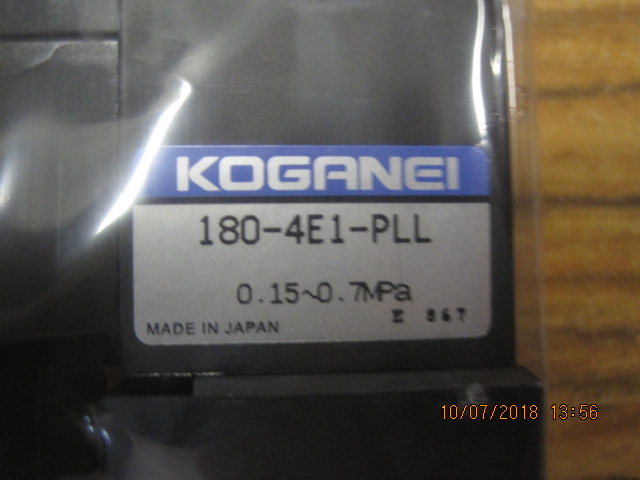 KOGANEI
180-4E1-PLL
0.15~0.7MPa
E 867
MADE IN JAPAN
10/07/2018 13:56